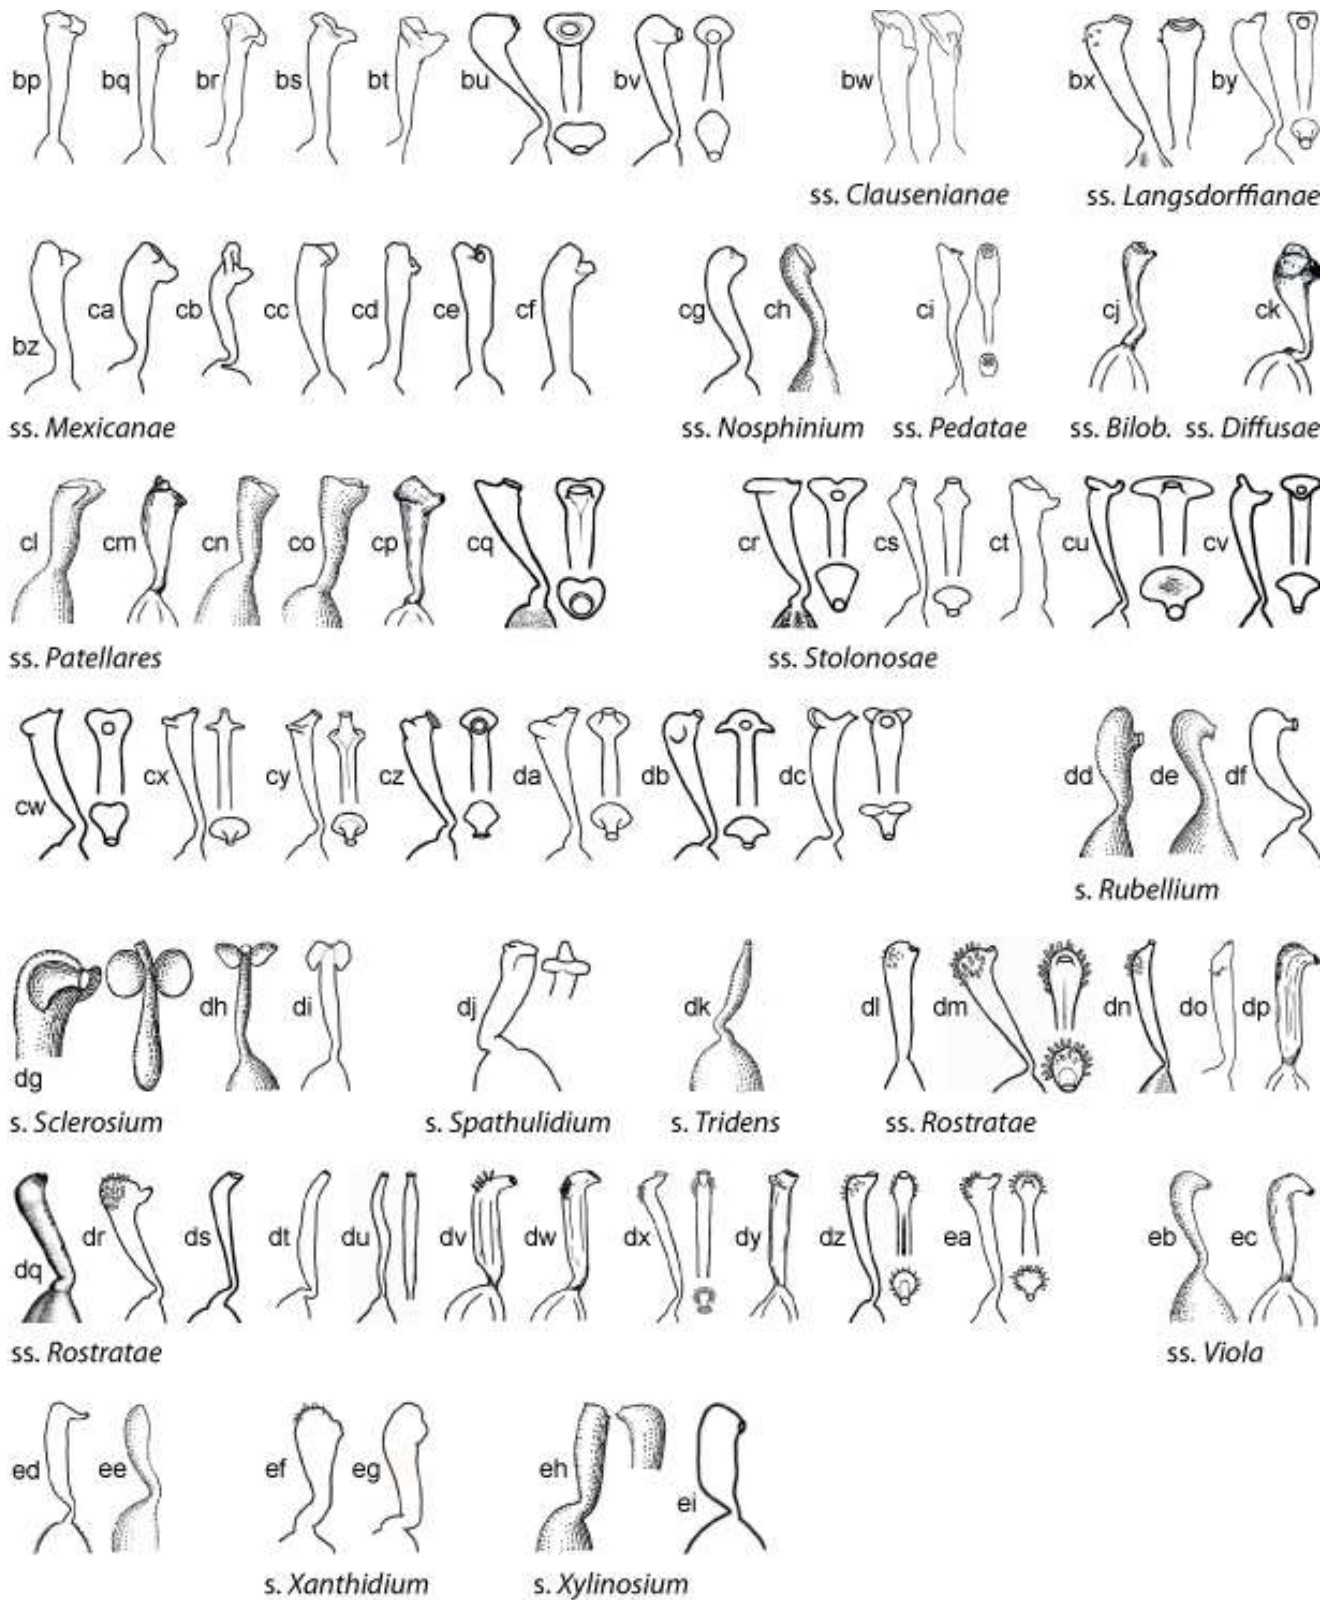 bp bq br bs bt bu bv bw bx by
ss. Clausenianae ss. Langsdorffianae
bz ca cb cc cd ce cf cg ch ci cj ck
ss. Mexicanae ss. Nosphinium ss. Pedatae ss. Bilob. ss. Diffusae
cl cm cn co cp cq cr cs ct cu cv
ss. Patellares ss. Stolonosae
cw cx cy cz da db dc dd de df
s. Rubellium
dg dh di dj dk dl dm dn do dp
s. Sclerosium s. Spathulidium s. Tridens ss. Rostratae
dq dr ds dt du dv dw dx dy dz ea eb ec
ss. Rostratae ss. Viola
ed ee ef eg eh ei
s. Xanthidium s. Xylinosium